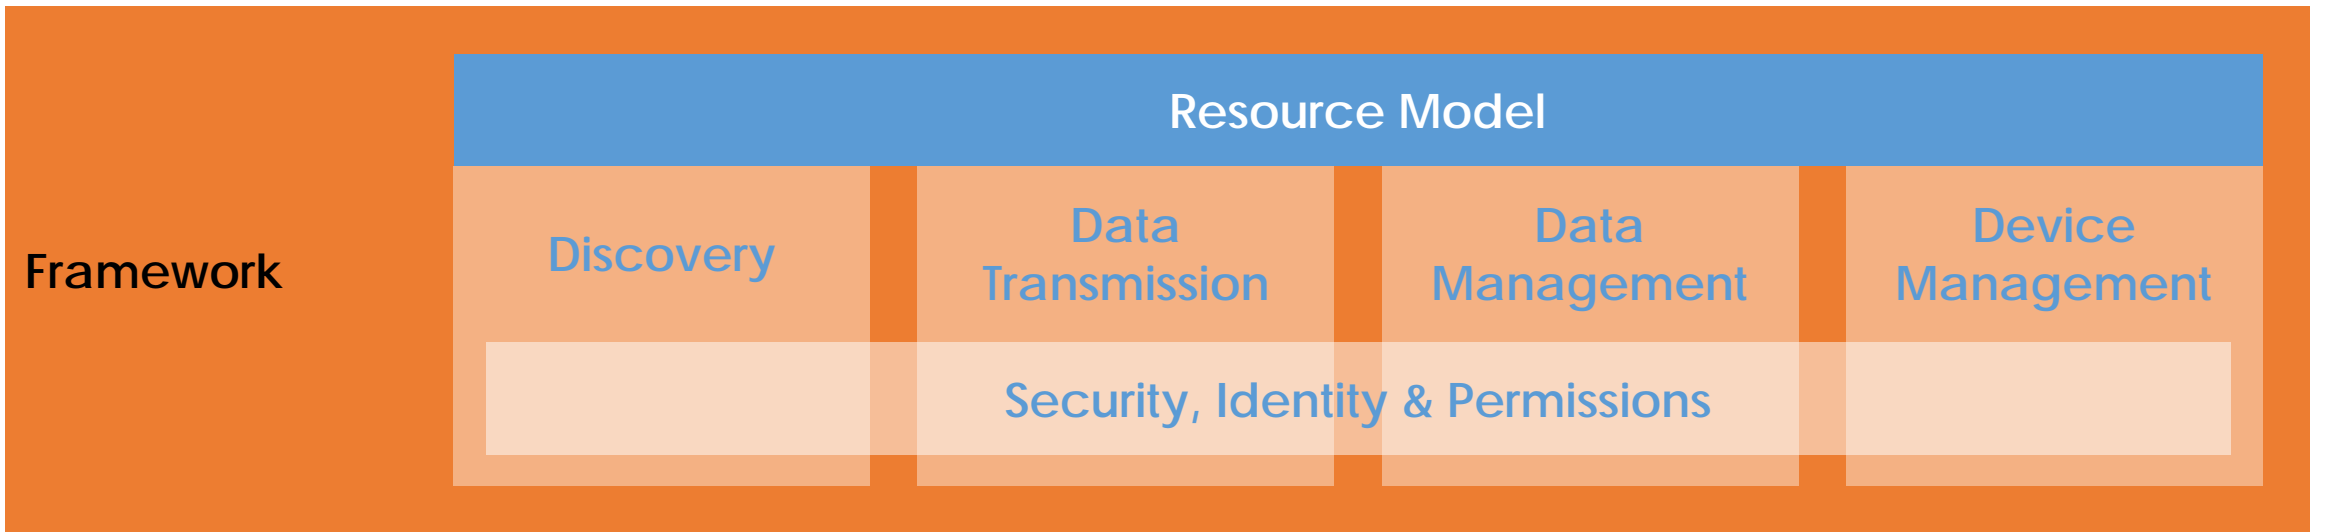 Resource Model
Framework
Discovery
Data
Transmission
Data
Management
Device
Management
Security, Identity & Permissions